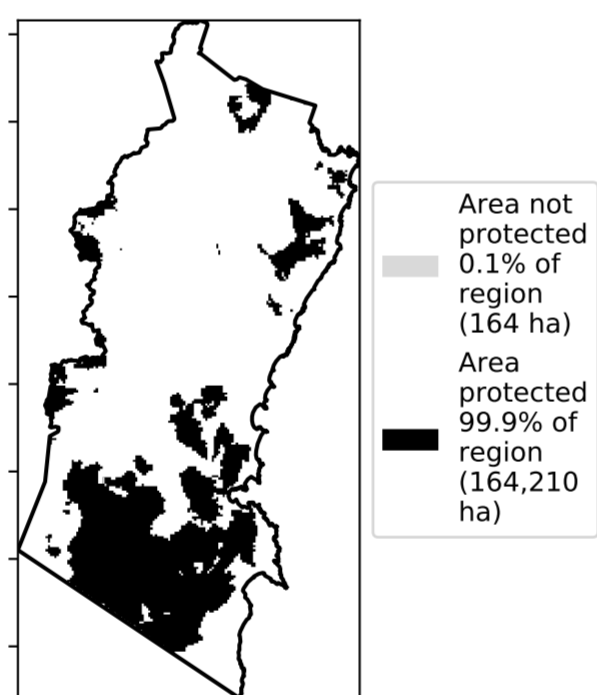 Area not
protected
0.1% of
region
(164 ha)
Area
protected
99.9% of
region
(164,210
ha)